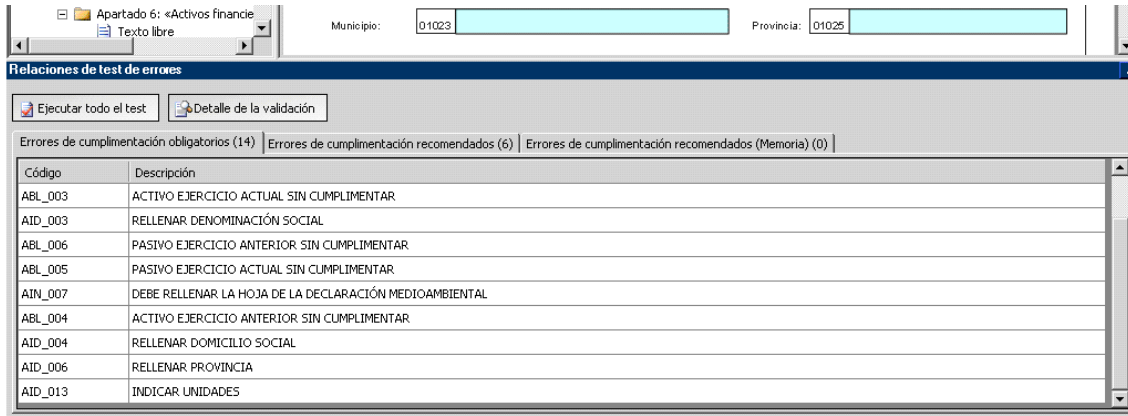 Apartado 6: «Activos financie
Texto libre
Municipio: 01023 Provincia: 01025
Relaciones de test de errores
Ejecutar todo el test Detalle de la validación
Errores de cumplimentación obligatorios (14) Errores de cumplimentación recomendados (6) Errores de cumplimentación recomendados (Memoria) (0)
Código Descripción
ABL_003 ACTIVO EJERCICIO ACTUAL SIN CUMPLIMENTAR
AID_003 RELLENAR DENOMINACIÓN SOCIAL
ABL_006 PASIVO EJERCICIO ANTERIOR SIN CUMPLIMENTAR
ABL_005 PASIVO EJERCICIO ACTUAL SIN CUMPLIMENTAR
AIN_007 DEBE RELLENAR LA HOJA DE LA DECLARACIÓN MEDIOAMBIENTAL
ABL_004 ACTIVO EJERCICIO ANTERIOR SIN CUMPLIMENTAR
AID_004 RELLENAR DOMICILIO SOCIAL
AID_006 RELLENAR PROVINCIA
AID_013 INDICAR UNIDADES